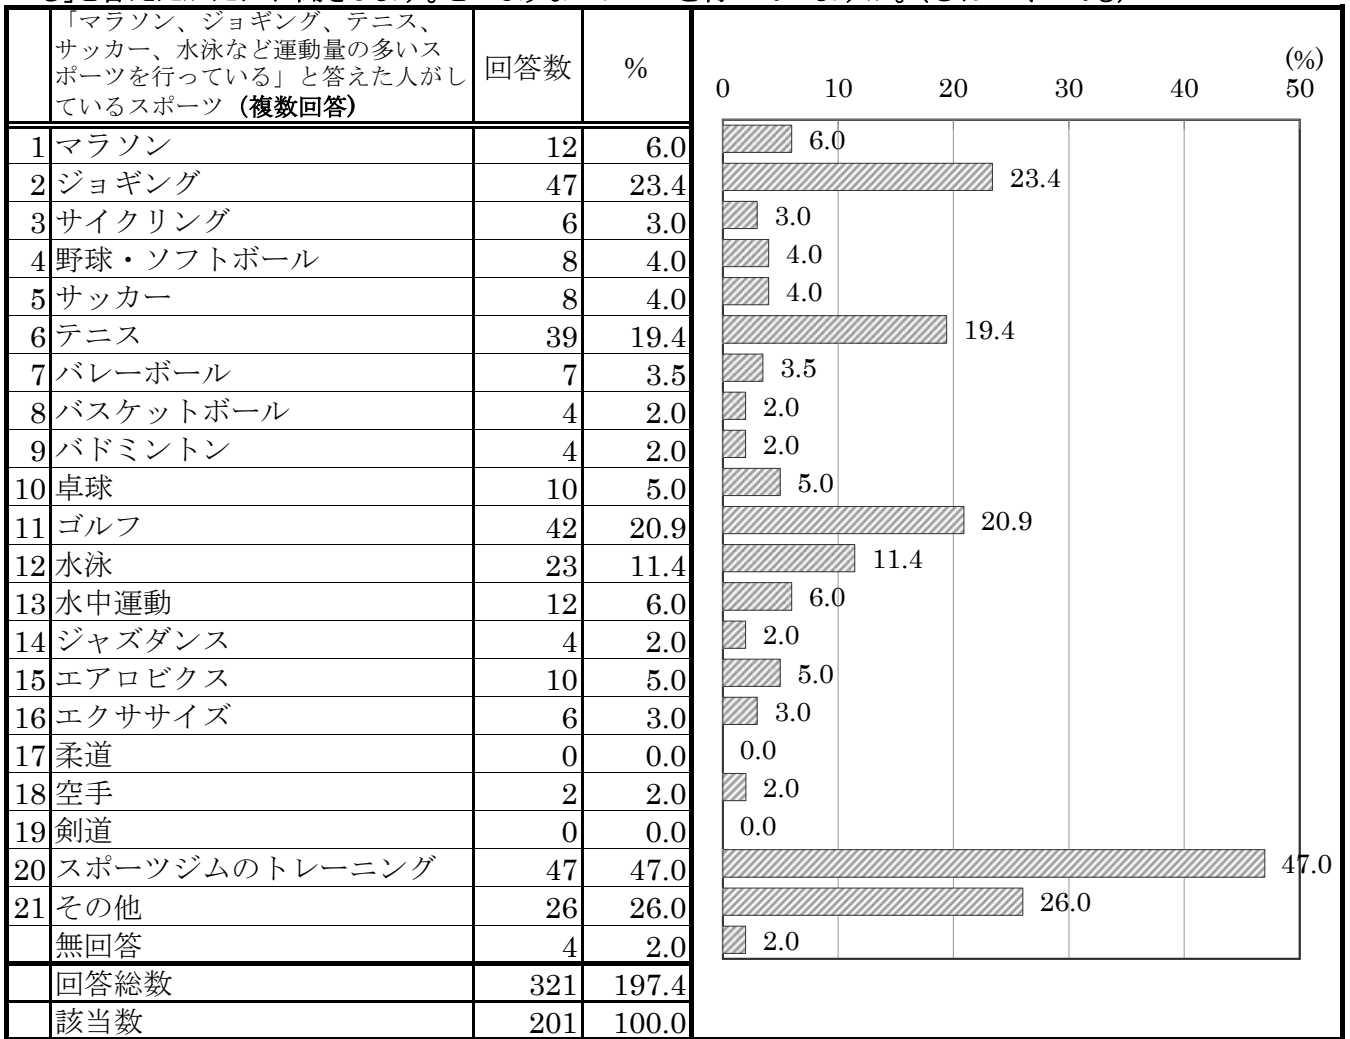 「マラソン、ジョギング、テニス、
サッカー、水泳など運動量の多いス
ポーツを行っている」と答えた人がし
ているスポーツ (複数回答)
回答数 %
(%)
0 10 20 30 40 50
1 マラソン 12 6.0 6.0
2 ジョギング 47 23.4 23.4
3 サイクリング 6 3.0 3.0
4 野球・ソフトボール 8 4.0 4.0
5 サッカー 8 4.0 4.0
6 テニス 39 19.4 19.4
7 バレーボール 7 3.5 3.5
8 バスケットボール 4 2.0 2.0
9 バドミントン 4 2.0 2.0
10 卓球 10 5.0 5.0
11 ゴルフ 42 20.9 20.9
12 水泳 23 11.4 11.4
13 水中運動 12 6.0 6.0
14 ジャズダンス 4 2.0 2.0
15 エアロビクス 10 5.0 5.0
16 エクササイズ 6 3.0 3.0
17 柔道 0 0.0 0.0
18 空手 2 2.0 2.0
19 剣道 0 0.0 0.0
20 スポーツジムのトレーニング 47 47.0 47.0
21 その他 26 26.0 26.0
無回答 4 2.0 2.0
回答総数 321 197.4
該当数 201 100.0